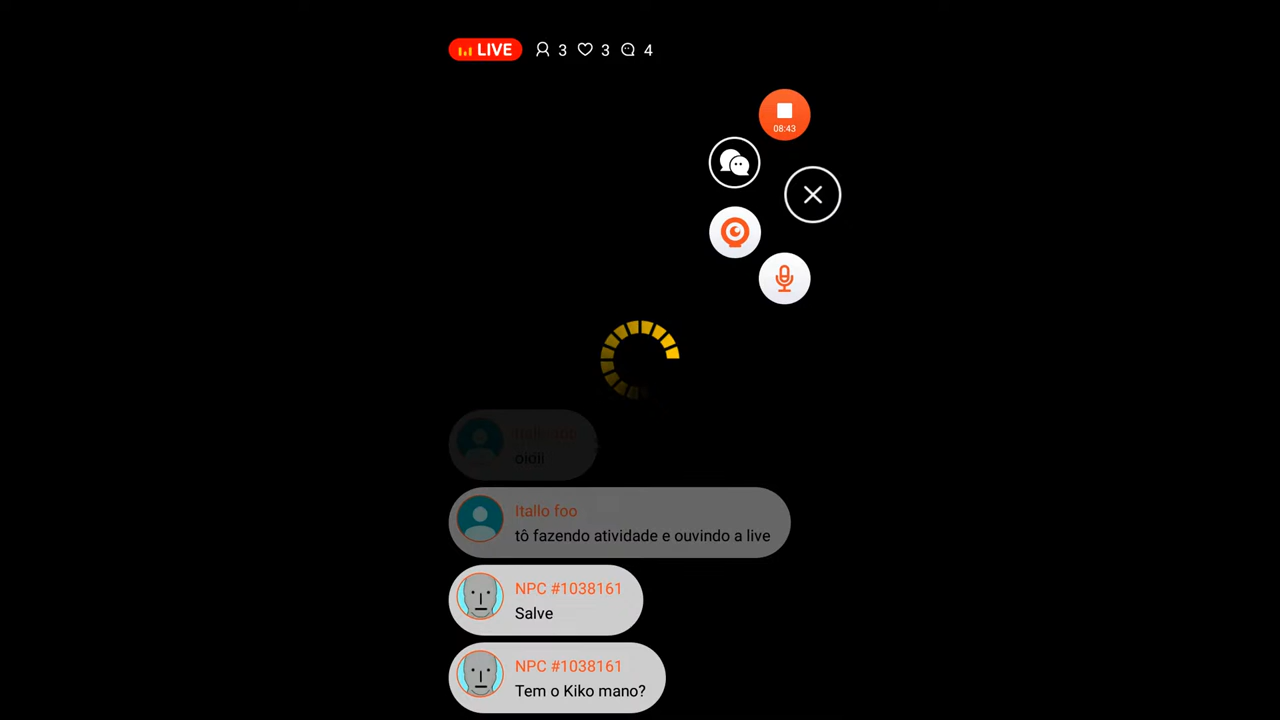 LIVE 3 3 4
08:43
oioii
Itallo foo
tô fazendo atividade e ouvindo a live
NPC #1038161
Salve
NPC #1038161
Tem o Kiko mano?